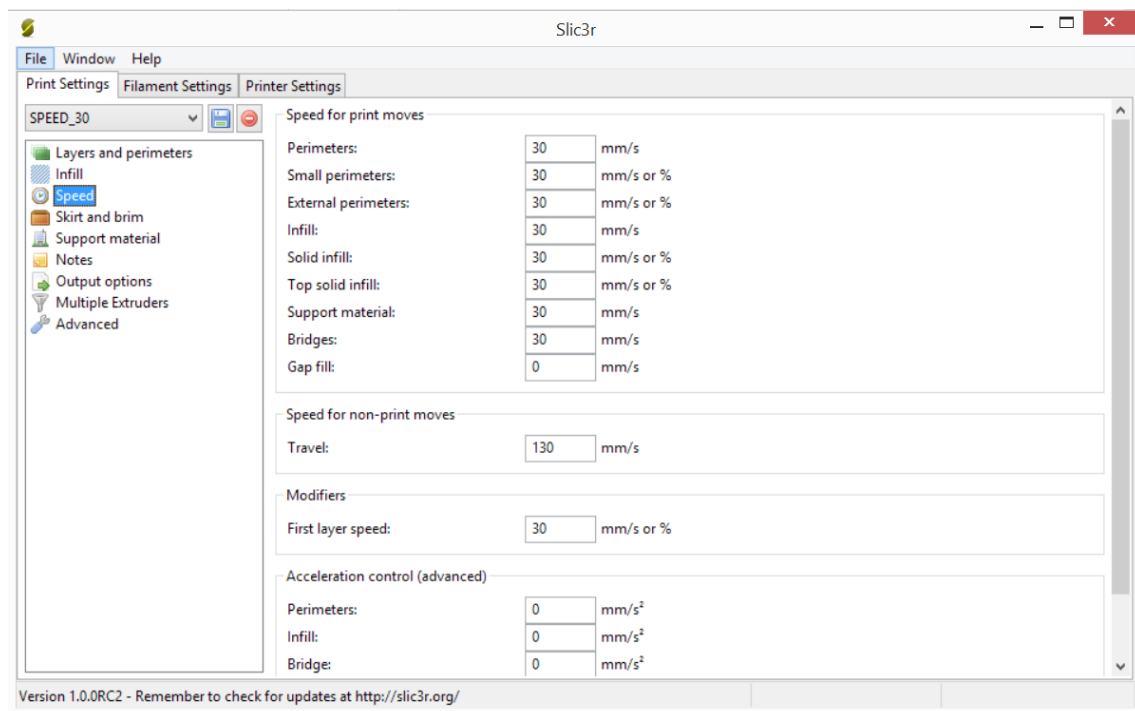 Slic3r
File Window Help
Print Settings Filament Settings Printer Settings
SPEED_30
Layers and perimeters
Infill
Speed
Skirt and brim
Support material
Notes
Output options
Multiple Extruders
Advanced
Speed for print moves
Perimeters: 30 mm/s
Small perimeters: 30 mm/s or %
External perimeters: 30 mm/s or %
Infill: 30 mm/s
Solid infill: 30 mm/s or %
Top solid infill: 30 mm/s or %
Support material: 30 mm/s
Bridges: 30 mm/s
Gap fill: 0 mm/s
Speed for non-print moves
Travel: 130 mm/s
Modifiers
First layer speed: 30 mm/s or %
Acceleration control (advanced)
Perimeters: 0 mm/s²
Infill: 0 mm/s²
Bridge: 0 mm/s²
Version 1.0.0RC2 - Remember to check for updates at http://slic3r.org/